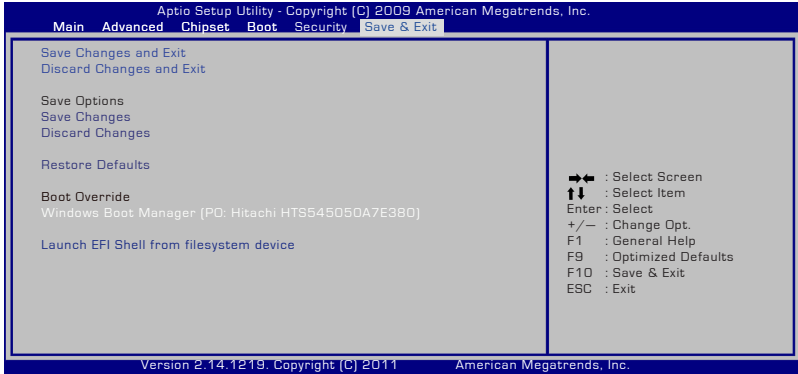 Aptio Setup Utility - Copyright (C) 2009 American Megatrends, Inc.
Main Advanced Chipset Boot Security Save & Exit
Save Changes and Exit
Discard Changes and Exit
Save Options
Save Changes
Discard Changes
Restore Defaults
Boot Override
Windows Boot Manager (PO: Hitachi HTS545050A7E380)
Launch EFI Shell from filesystem device
: Select Screen
: Select Item
Enter : Select
+/— : Change Opt.
F1 : General Help
F9 : Optimized Defaults
F10 : Save & Exit
ESC : Exit
Version 2.14.1219. Copyright (C) 2011 American Megatrends, Inc.